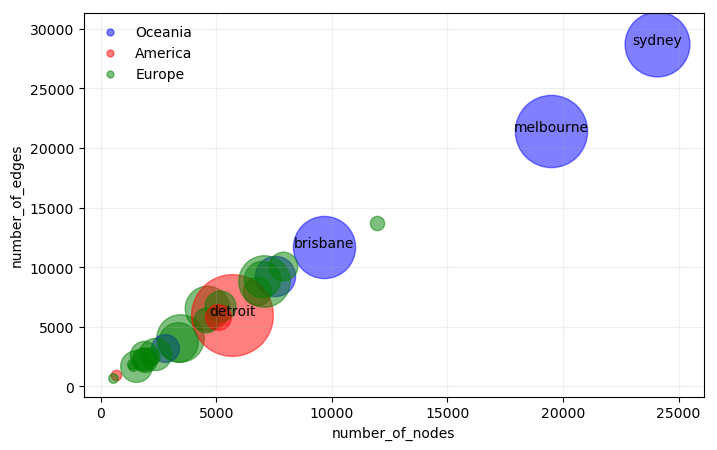 Oceania
America
Europe
sydney
melbourne
brisbane
detroit
number_of_edges
30000
25000
20000
15000
10000
5000
0
0 5000 10000 15000 20000 25000
number_of_nodes